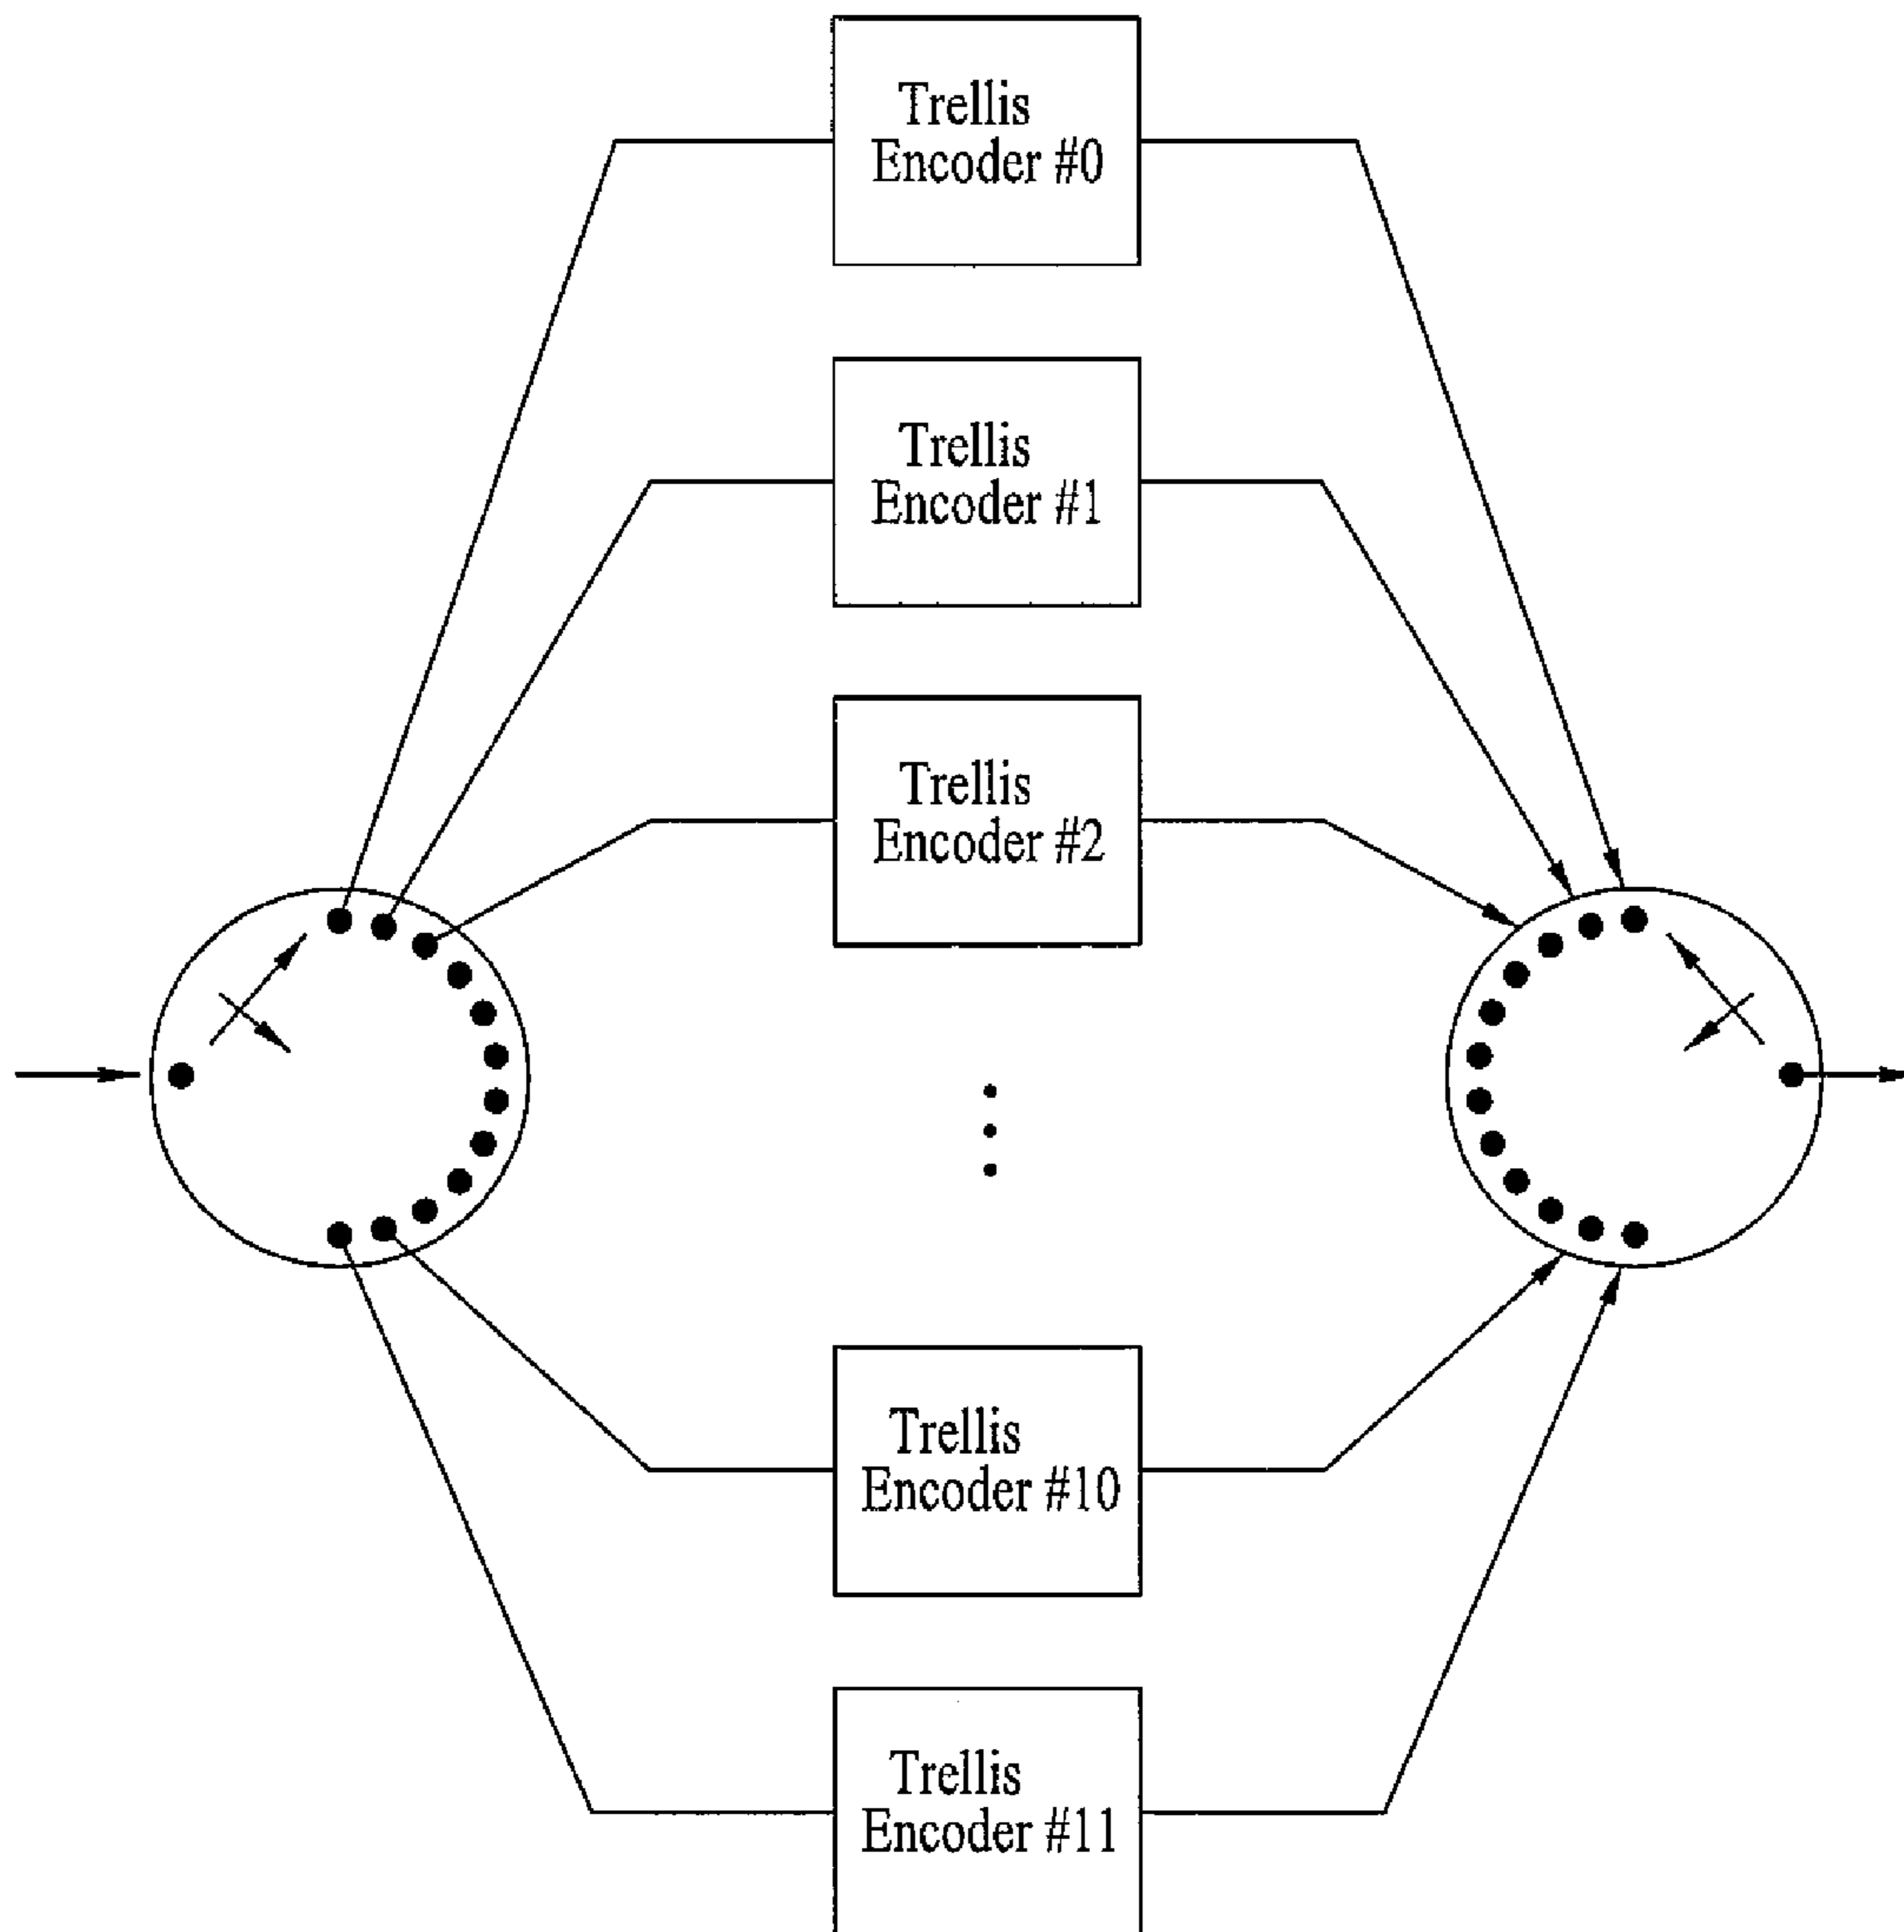 Trellis
Encoder #0
Trellis
Encoder #1
Trellis
Encoder #2
Trellis
Encoder #10
Trellis
Encoder #11